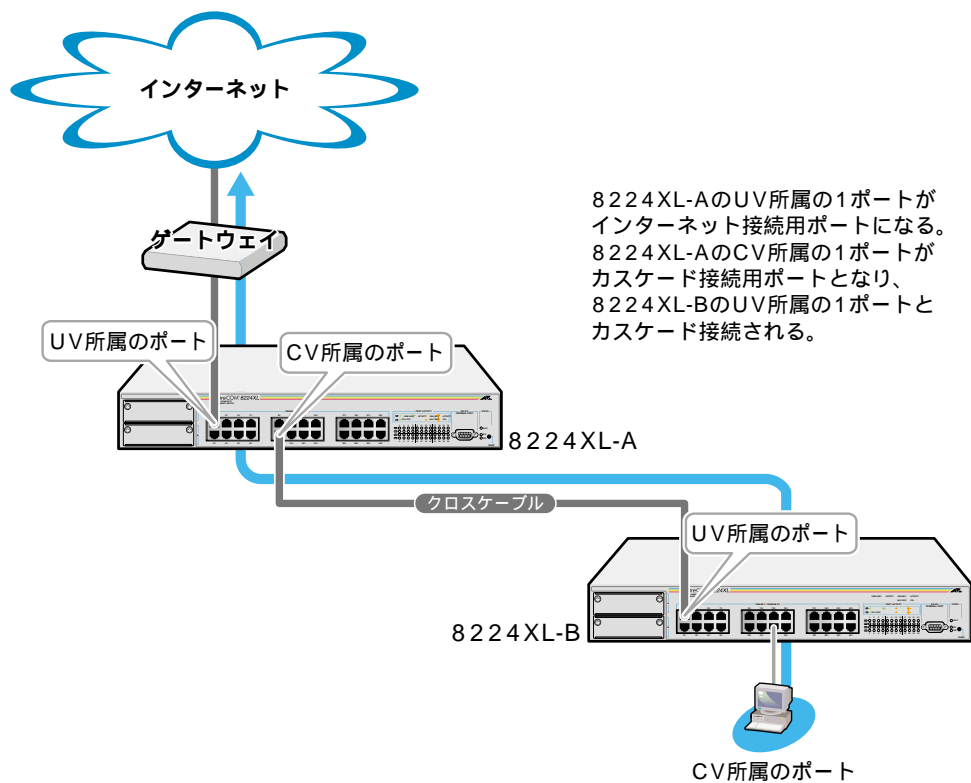 インターネット
8224XL-AのUV所属の1ポートが
インターネット接続用ポートになる。
8224XL-AのCV所属の1ポートが
カスケード接続用ポートとなり、
8224XL-BのUV所属の1ポートと
カスケード接続される。
ゲートウェイ
UV所属のポート
CV所属のポート
8224XL-A
クロスケーブル
UV所属のポート
8224XL-B
CV所属のポート